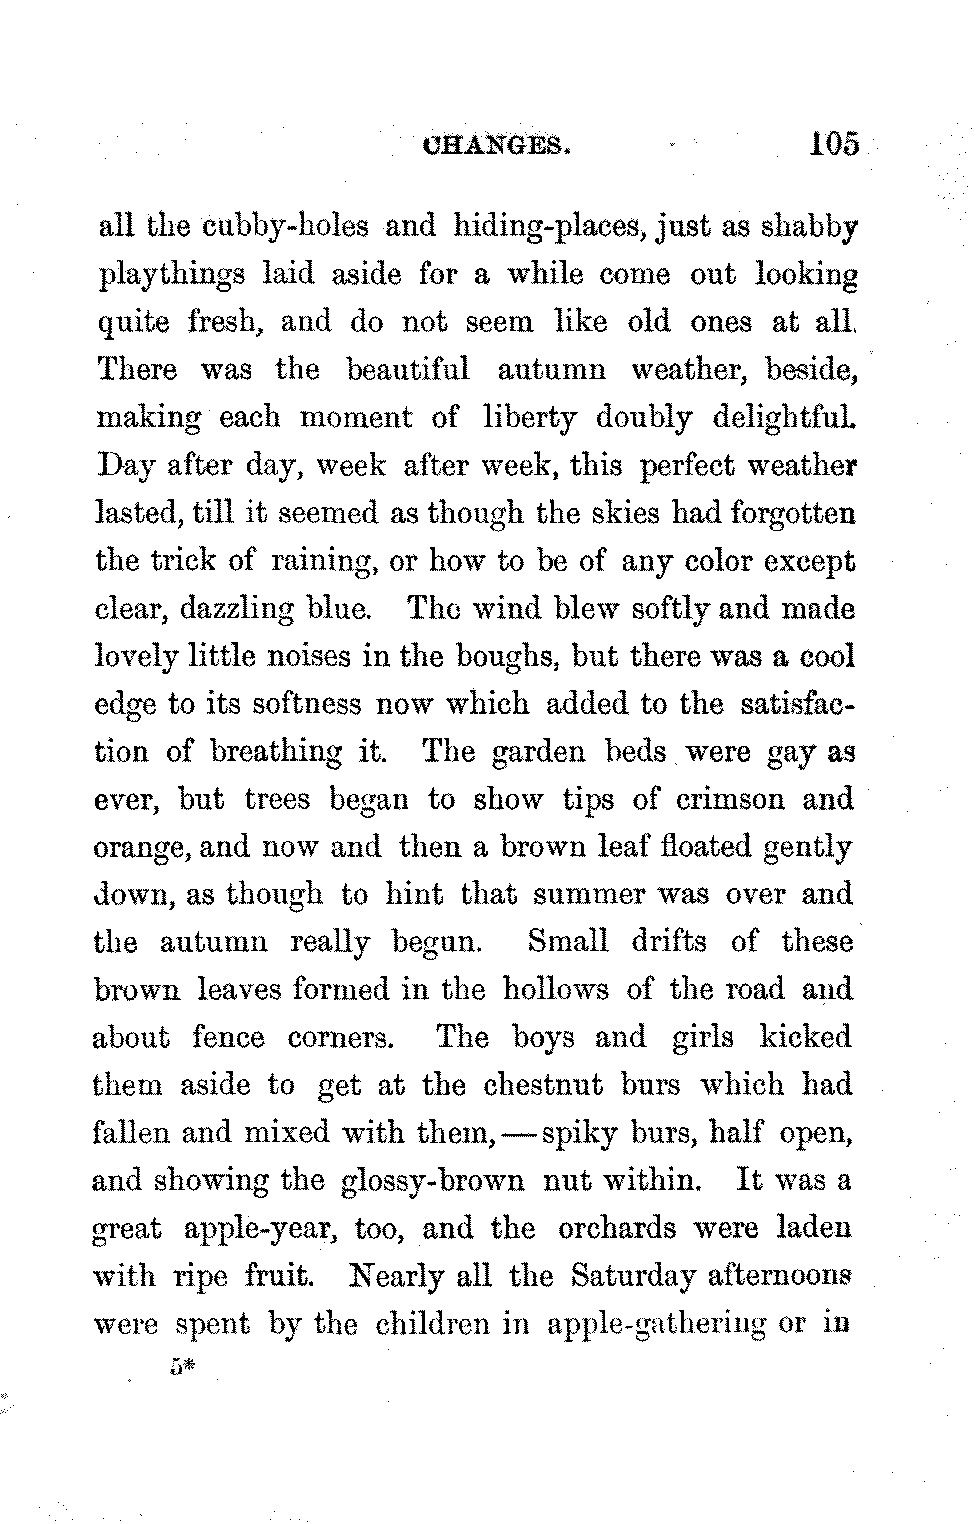 CHANGES. 105
all the cubby-holes and hiding-places, just as shabby
playthings laid aside for a while come out looking
quite fresh, and do not seem like old ones at all.
There was the beautiful autumn weather, beside,
making each moment of liberty doubly delightful.
Day after day, week after week, this perfect weather
lasted, till it seemed as though the skies had forgotten
the trick of raining, or how to be of any color except
clear, dazzling blue. The wind blew softly and made
lovely little noises in the boughs, but there was a cool
edge to its softness now which added to the satisfac-
tion of breathing it. The garden beds were gay as
ever, but trees began to show tips of crimson and
orange, and now and then a brown leaf floated gently
down, as though to hint that summer was over and
the autumn really begun. Small drifts of these
brown leaves formed in the hollows of the road and
about fence corners. The boys and girls kicked
them aside to get at the chestnut burs which had
fallen and mixed with them,—spiky burs, half open,
and showing the glossy-brown nut within. It was a
great apple-year, too, and the orchards were laden
with ripe fruit. Nearly all the Saturday afternoons
were spent by the children in apple-gathering or in
5*